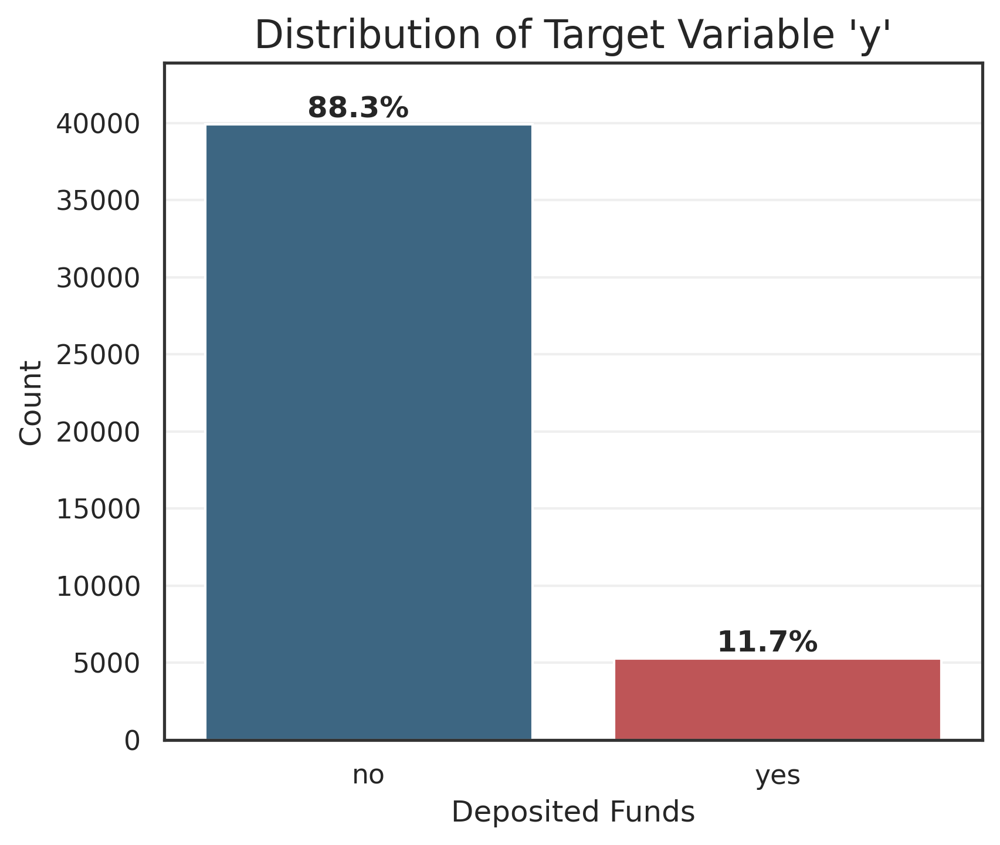 Distribution of Target Variable 'y'
88.3%
40000
35000
30000
25000
20000
15000
10000
11.7%
5000
0
Count
no
yes
Deposited Funds